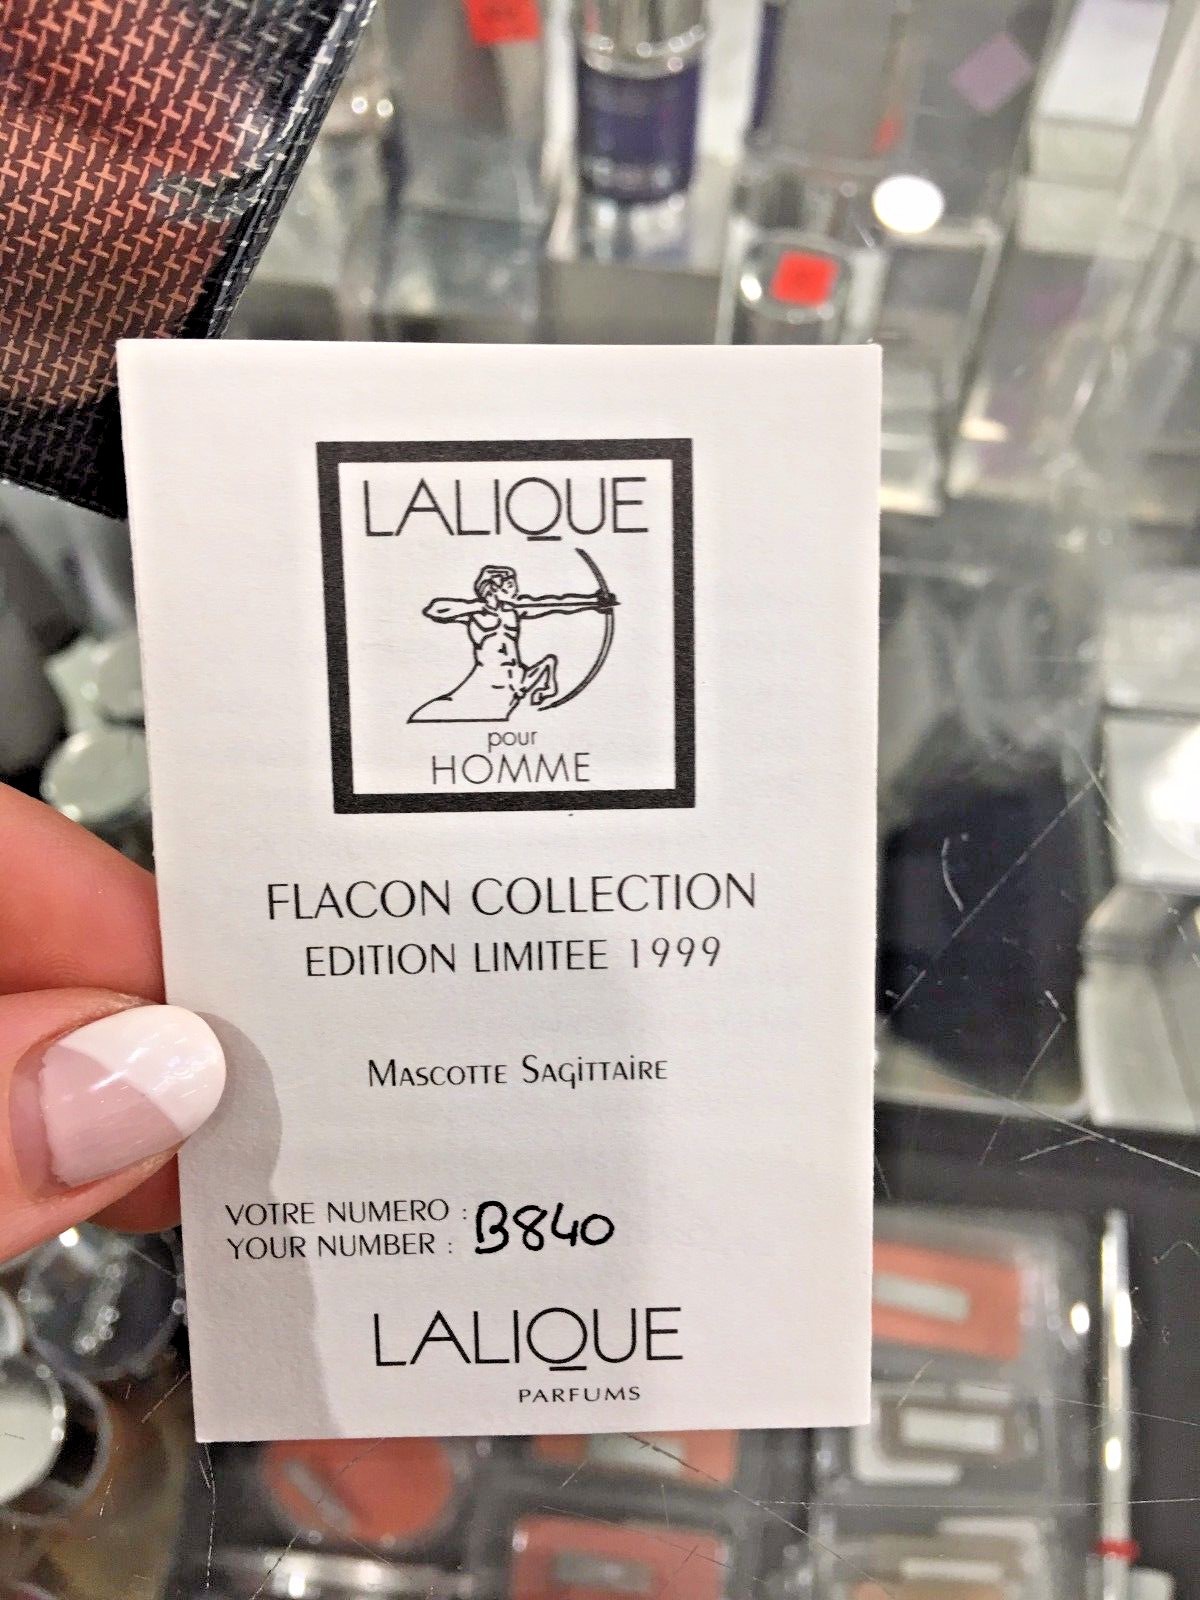 LALIQUE
pour
HOMME
FLACON COLLECTION
EDITION LIMITEE 1999
Mascotte Sagittaire
VOTRE NUMERO : B840
YOUR NUMBER :
LALIQUE
PARFUMS